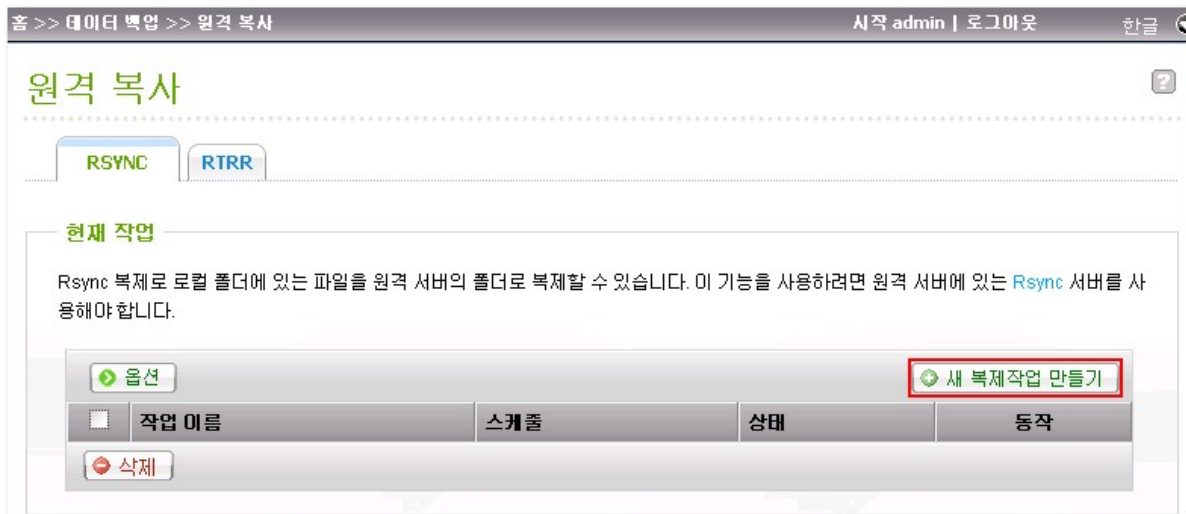 홈 >> 데이터 백업 >> 원격 복사 시작 admin | 로그아웃 한글
원격 복사 ?
RSYNC RTRR
현재 작업
Rsync 복제로 로컬 폴더에 있는 파일을 원격 서버의 폴더로 복제할 수 있습니다. 이 기능을 사용하려면 원격 서버에 있는 Rsync 서버를 사
용해야 합니다.
옵션 새 복제작업 만들기
작업 이름 스케줄 상태 동작
삭제